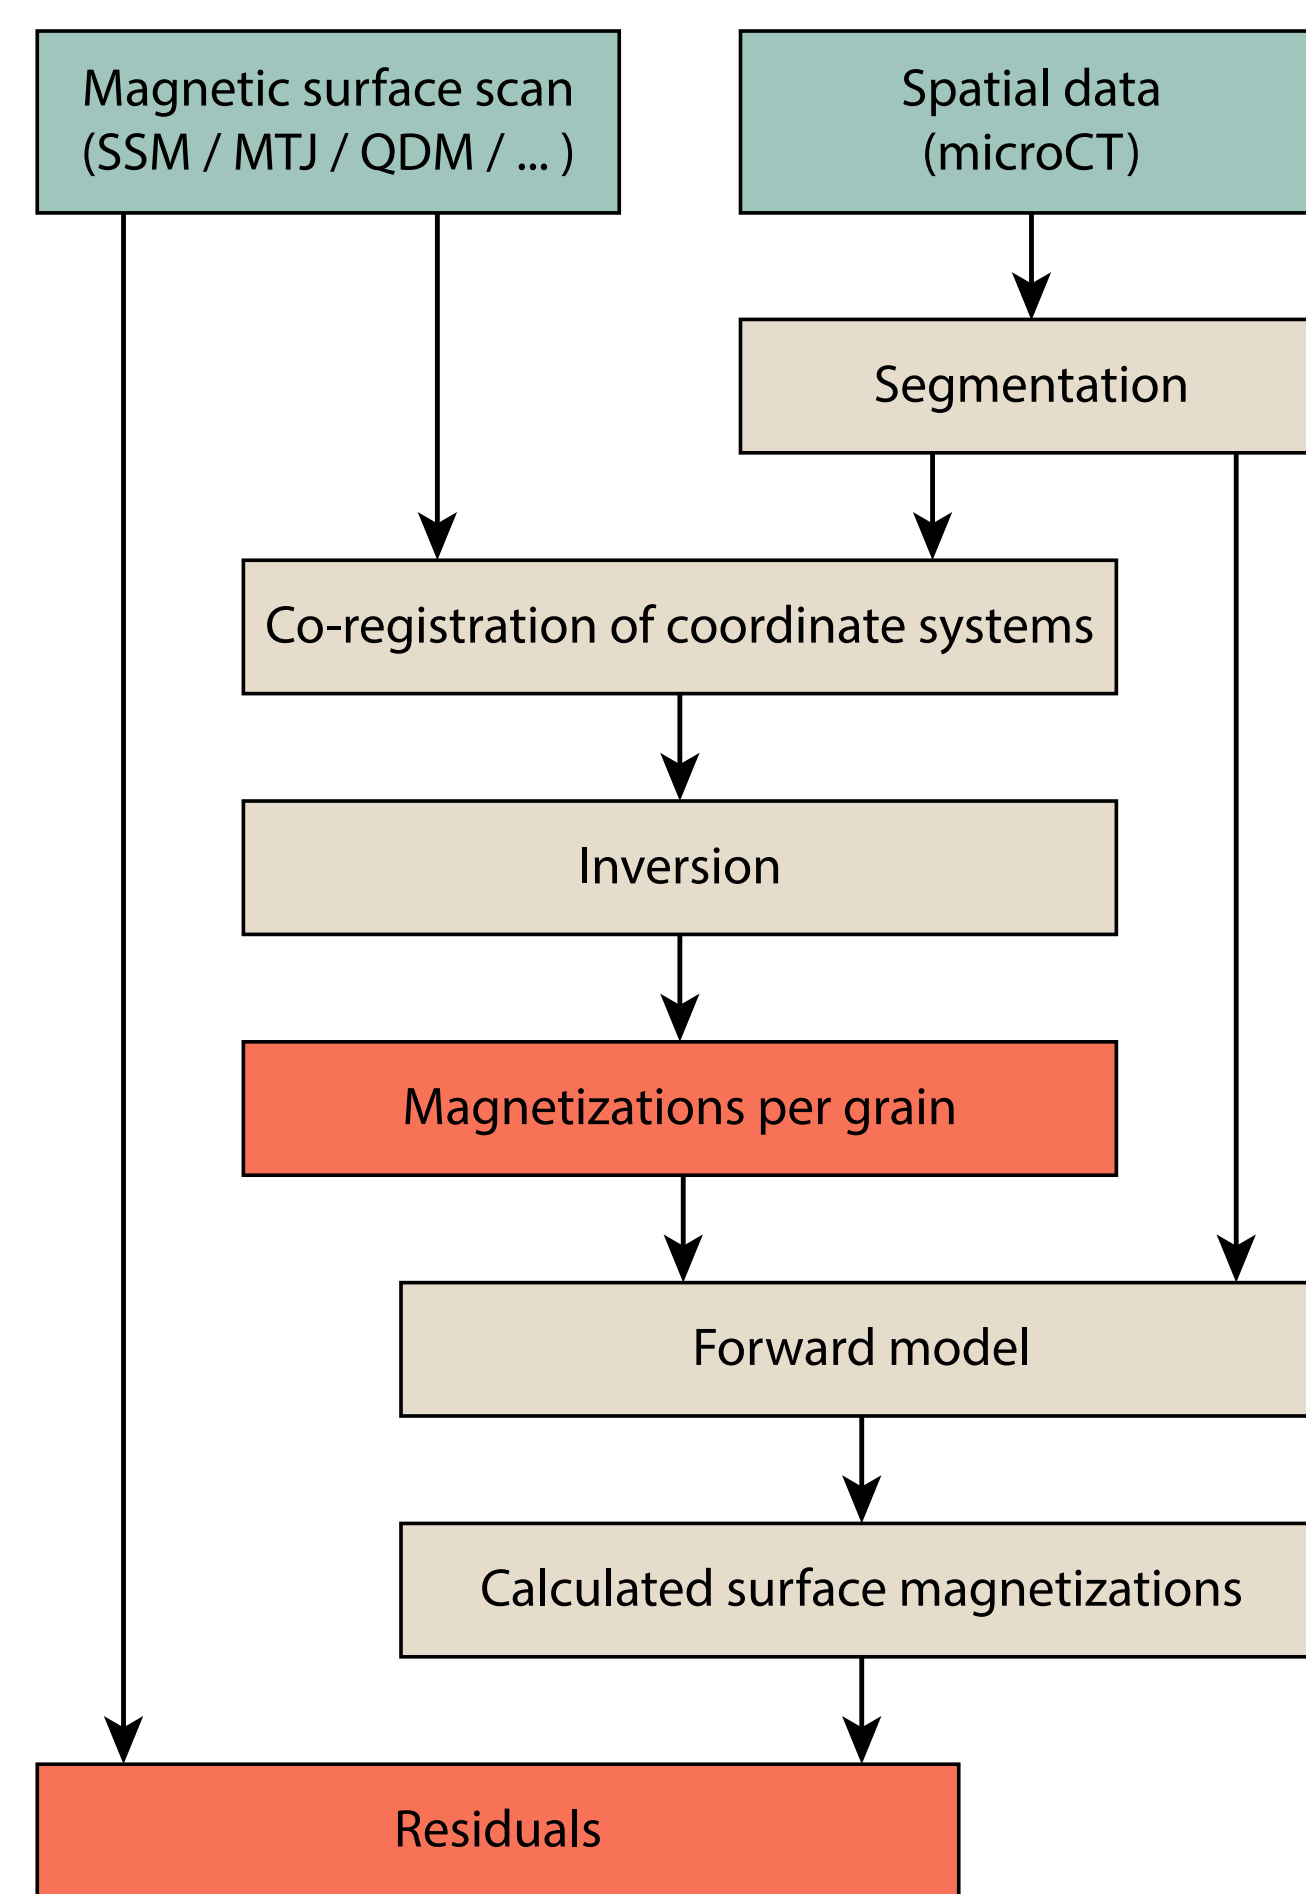 Magnetic surface scan
(SSM / MTJ / QDM / ... )
Spatial data
(microCT)
Segmentation
Co-registration of coordinate systems
Inversion
Magnetizations per grain
Forward model
Calculated surface magnetizations
Residuals